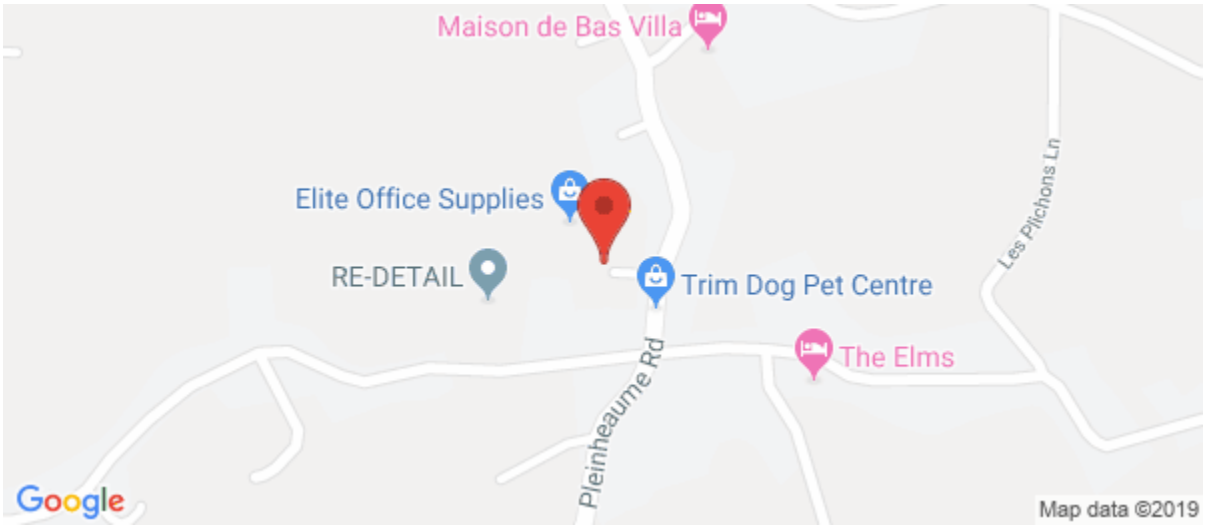 Maison de Bas Villa
Les Plichons Ln
Elite Office Supplies
RE-DETAIL
Trim Dog Pet Centre
The Elms
Pleinheaume Rd
Google
Map data ©2019